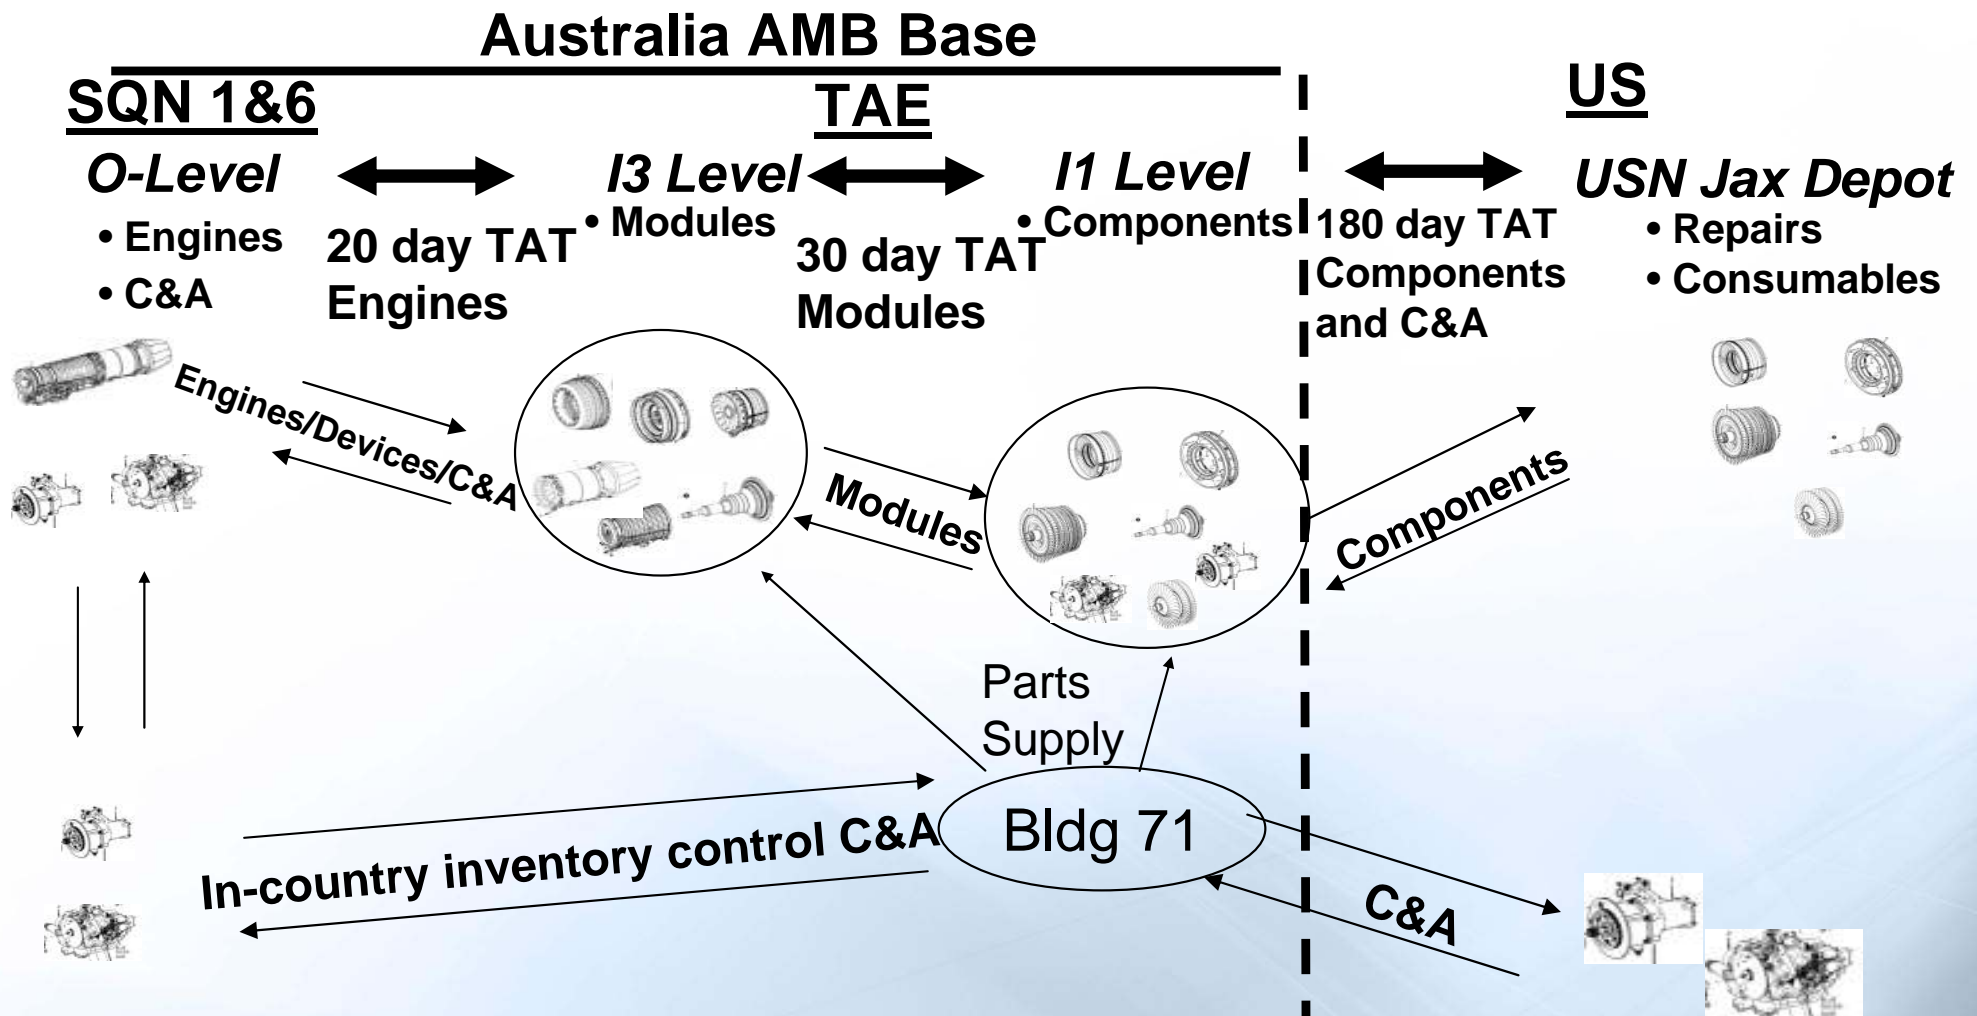 Australia AMB Base
SQN 1&6
TAE
US
O-Level
I3 Level
I1 Level
USN Jax Depot
• Engines
• C&A
20 day TAT
Engines
• Modules
30 day TAT
Modules
• Components
180 day TAT
Components
and C&A
• Repairs
• Consumables
Engines/Devices/C&A
Modules
Components
Parts
Supply
In-country inventory control C&A
Bldg 71
C&A